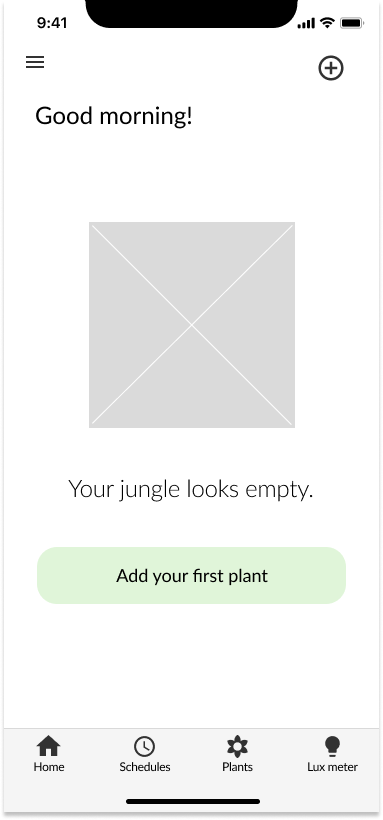 9:41
Good morning!
Your jungle looks empty.
Add your first plant
Home Schedules Plants Lux meter